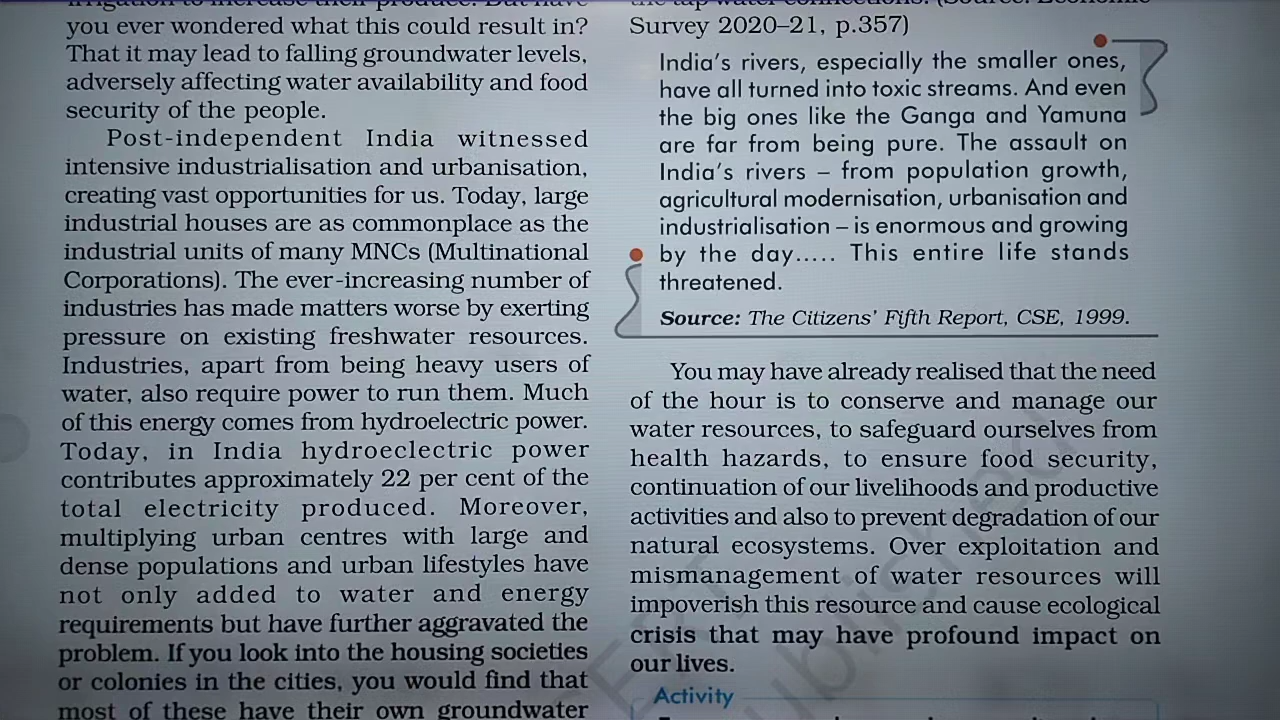 irrigation to increase their produce. But have
you ever wondered what this could result in?
That it may lead to falling groundwater levels,
adversely affecting water availability and food
security of the people.
Post-independent India witnessed
intensive industrialisation and urbanisation,
creating vast opportunities for us. Today, large
industrial houses are as commonplace as the
industrial units of many MNCs (Multinational
Corporations). The ever-increasing number of
industries has made matters worse by exerting
pressure on existing freshwater resources.
Industries, apart from being heavy users of
water, also require power to run them. Much
of this energy comes from hydroelectric power.
Today, in India hydroelectric power
contributes approximately 22 per cent of the
total electricity produced. Moreover,
multiplying urban centres with large and
dense populations and urban lifestyles have
not only added to water and energy
requirements but have further aggravated the
problem. If you look into the housing societies
or colonies in the cities, you would find that
most of these have their own groundwater
the tap water connections. (Source: Economic
Survey 2020–21, p.357)
India's rivers, especially the smaller ones,
have all turned into toxic streams. And even
the big ones like the Ganga and Yamuna
are far from being pure. The assault on
India's rivers – from population growth,
agricultural modernisation, urbanisation and
industrialisation – is enormous and growing
by the day..... This entire life stands
threatened.
Source: The Citizens' Fifth Report, CSE, 1999.
You may have already realised that the need
of the hour is to conserve and manage our
water resources, to safeguard ourselves from
health hazards, to ensure food security,
continuation of our livelihoods and productive
activities and also to prevent degradation of our
natural ecosystems. Over exploitation and
mismanagement of water resources will
impoverish this resource and cause ecological
crisis that may have profound impact on
our lives.
Activity